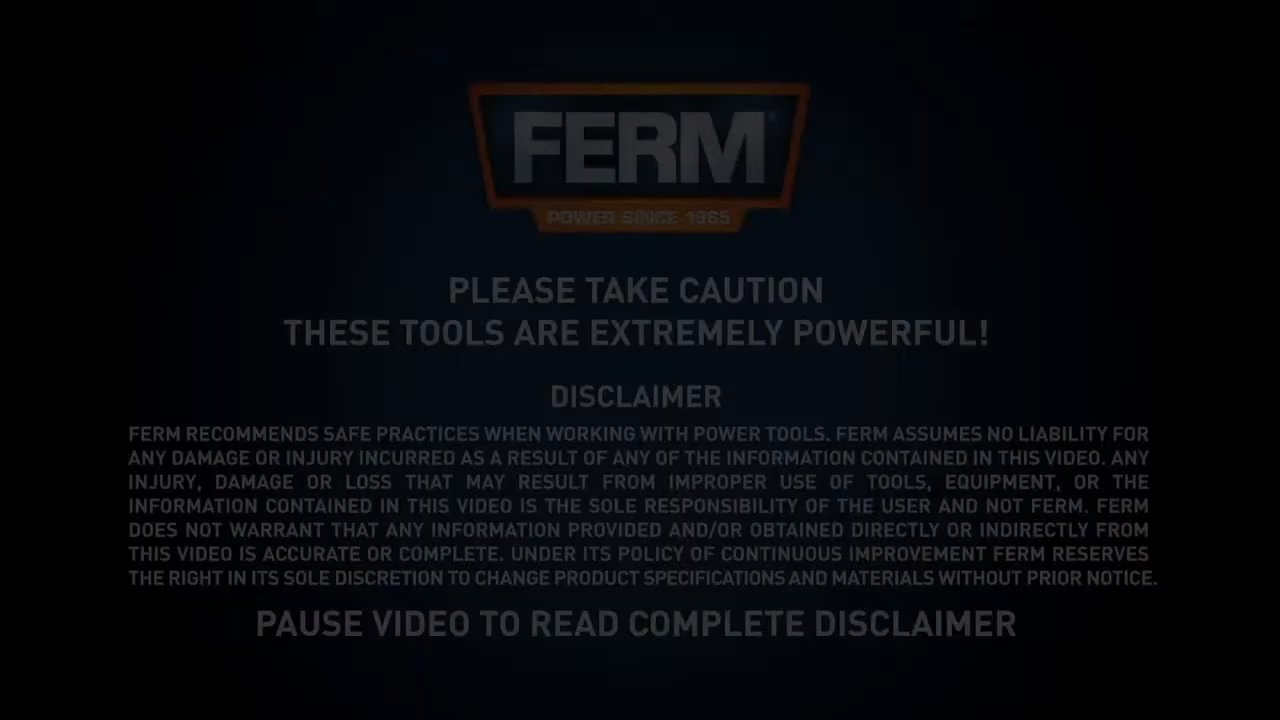 FERM®
POWER SINCE 1965
PLEASE TAKE CAUTION
THESE TOOLS ARE EXTREMELY POWERFUL!
DISCLAIMER
FERM RECOMMENDS SAFE PRACTICES WHEN WORKING WITH POWER TOOLS. FERM ASSUMES NO LIABILITY FOR
ANY DAMAGE OR INJURY INCURRED AS A RESULT OF ANY OF THE INFORMATION CONTAINED IN THIS VIDEO. ANY
INJURY, DAMAGE OR LOSS THAT MAY RESULT FROM IMPROPER USE OF TOOLS, EQUIPMENT, OR THE
INFORMATION CONTAINED IN THIS VIDEO IS THE SOLE RESPONSIBILITY OF THE USER AND NOT FERM. FERM
DOES NOT WARRANT THAT ANY INFORMATION PROVIDED AND/OR OBTAINED DIRECTLY OR INDIRECTLY FROM
THIS VIDEO IS ACCURATE OR COMPLETE. UNDER ITS POLICY OF CONTINUOUS IMPROVEMENT FERM RESERVES
THE RIGHT IN ITS SOLE DISCRETION TO CHANGE PRODUCT SPECIFICATIONS AND MATERIALS WITHOUT PRIOR NOTICE.
PAUSE VIDEO TO READ COMPLETE DISCLAIMER